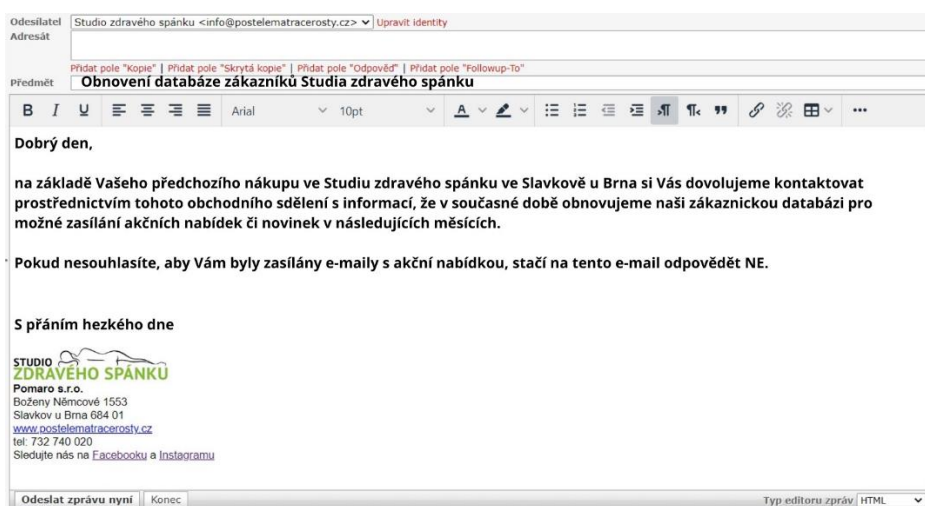 Odesílatel Studio zdravého spánku <info@postelematracerosty.cz> Upravit identity
Adresát
Přidat pole "Kopie" | Přidat pole "Skrytá kopie" | Přidat pole "Odpověď" | Přidat pole "Followup-To"
Předmět Obnovení databáze zákazníků Studia zdravého spánku
B I U Arial 10pt A
Dobrý den,
na základě Vašeho předchozího nákupu ve Studiu zdravého spánku ve Slavkově u Brna si Vás dovolujeme kontaktovat
prostřednictvím tohoto obchodního sdělení s informací, že v současné době obnovujeme naši zákaznickou databázi pro
možné zasílání akčních nabídek či novinek v následujících měsících.
Pokud nesouhlasíte, aby Vám byly zasílány e-maily s akční nabídkou, stačí na tento e-mail odpovědět NE.
S přáním hezkého dne
STUDIO
ZDRAVÉHO SPÁNKU
Pomaro s.r.o.
Boženy Němcové 1553
Slavkov u Brna 684 01
www.postelematracerosty.cz
tel: 732 740 020
Sledujte nás na Facebooku a Instagramu
Odeslat zprávu nyní Konec Typ editoru zpráv HTML